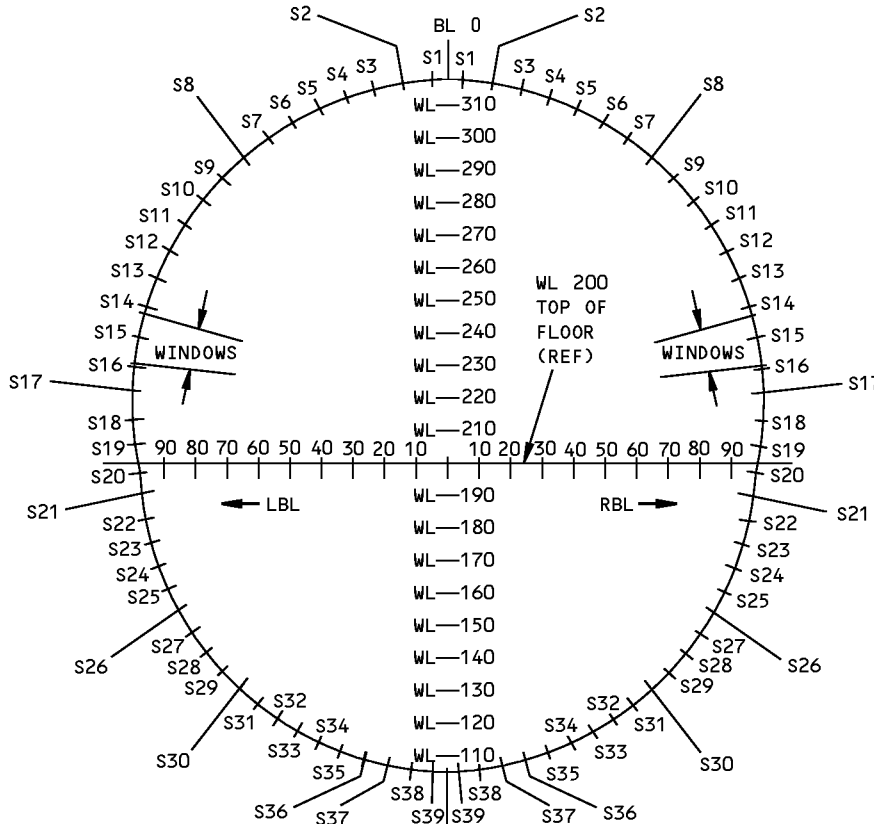 BL 0
S2 S2
S1 S1
S3 S3
S4 S4
S5 S5
S6 S6
S7 S7
S8 S8
WL—310
WL—300
S9 WL—290 S9
S10 S10
WL—280
S11 S11
WL—270
S12 S12
WL—260
S13 S13
WL 200
TOP OF
FLOOR
(REF)
S14 WL—250 S14
S15 WL—240 S15
WINDOWS WINDOWS
S16 WL—230 S16
S17 S17
WL—220
S18 WL—210 S18
S19 90 80 70 60 50 40 30 20 10 10 20 30 40 50 60 70 80 90 S19
S20 S20
WL—190
S21 LBL RBL S21
S22 WL—180 S22
S23 WL—170 S23
S24 S24
S25 WL—160 S25
S26 S26
S27 WL—150 S27
S28 WL—140 S28
S29 S29
WL—130
S32 S32
S31 WL—120 S31
S30 S30
S34 S34
S33 S33
WL—110
S35 S35
S36 S36
S37 S37
S38 S38
S39 S39